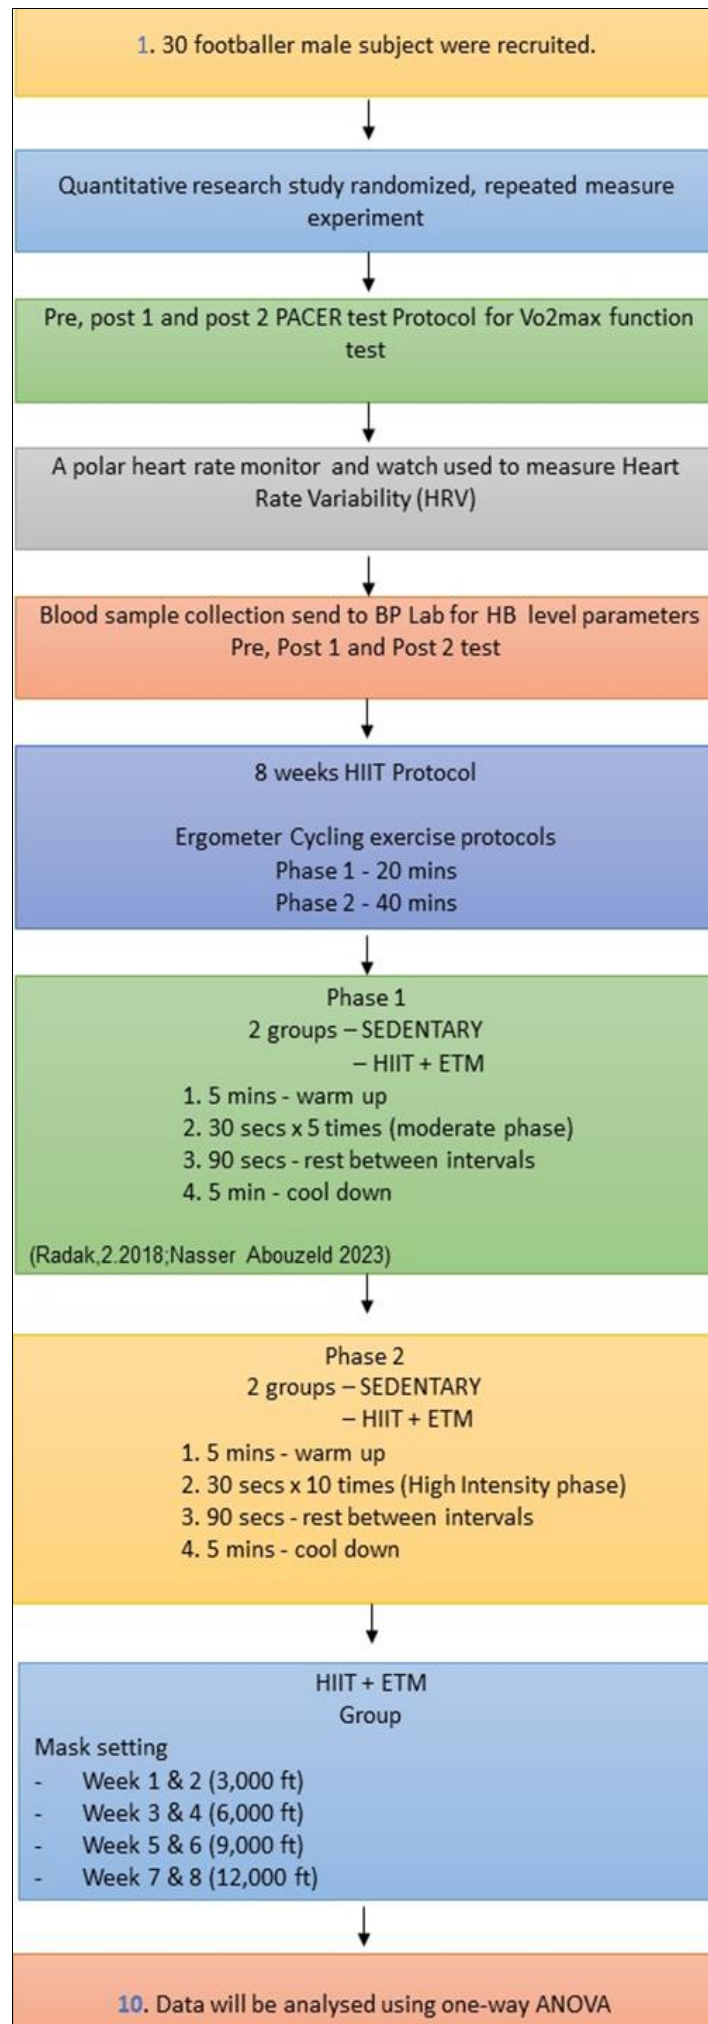 1. 30 footballer male subject were recruited.
Quantitative research study randomized, repeated measure
experiment
Pre, post 1 and post 2 PACER test Protocol for Vo2max function
test
A polar heart rate monitor and watch used to measure Heart
Rate Variability (HRV)
Blood sample collection send to BP Lab for HB level parameters
Pre, Post 1 and Post 2 test
8 weeks HIIT Protocol
Ergometer Cycling exercise protocols
Phase 1 - 20 mins
Phase 2 - 40 mins
Phase 1
2 groups – SEDENTARY
– HIIT + ETM
1. 5 mins - warm up
2. 30 secs x 5 times (moderate phase)
3. 90 secs - rest between intervals
4. 5 min - cool down
(Radak,2.2018;Nasser Abouzeld 2023)
Phase 2
2 groups – SEDENTARY
– HIIT + ETM
1. 5 mins - warm up
2. 30 secs x 10 times (High Intensity phase)
3. 90 secs - rest between intervals
4. 5 mins - cool down
HIIT + ETM
Group
Mask setting
- Week 1 & 2 (3,000 ft)
- Week 3 & 4 (6,000 ft)
- Week 5 & 6 (9,000 ft)
- Week 7 & 8 (12,000 ft)
10. Data will be analysed using one-way ANOVA